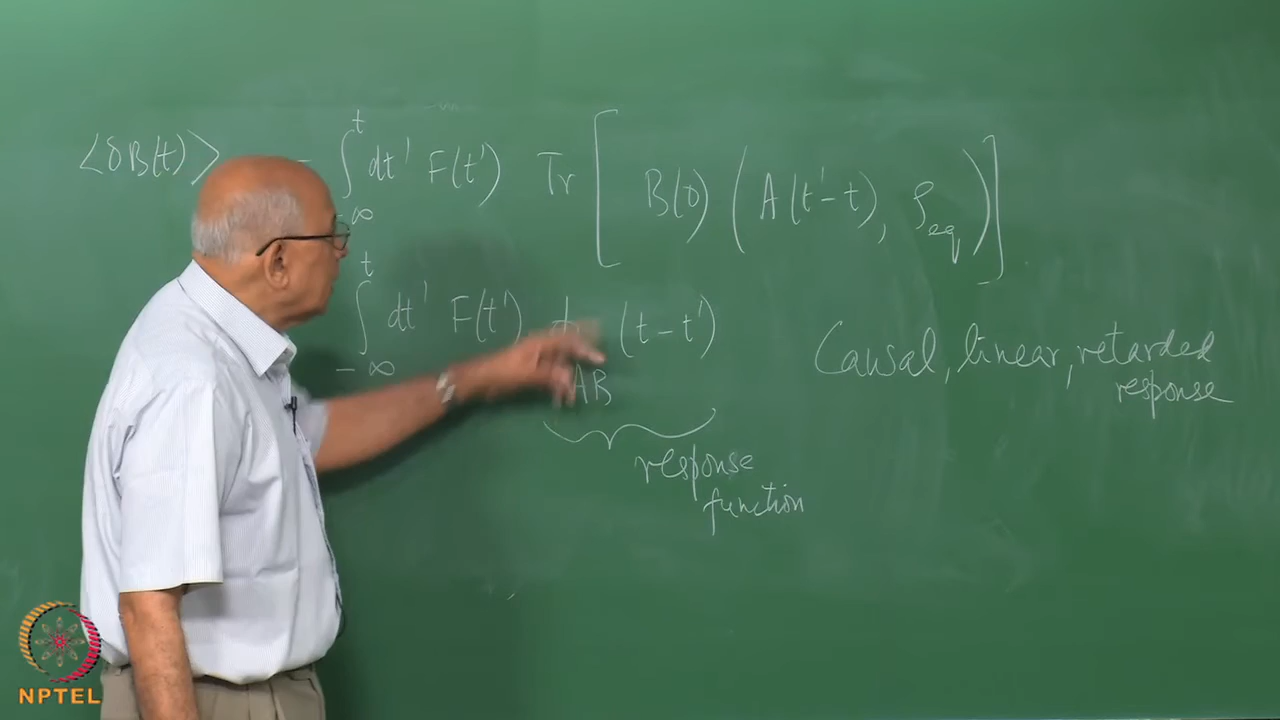 ⟨δB(t)⟩ - ∫_{-∞}^{t} dt' F(t') Tr [ B(0) ( A(t'-t), ρ_eq ) ]
∫_{-∞}^{t} dt' F(t') (t-t')
AB
Causal, linear, retarded
response
response
function
NPTEL